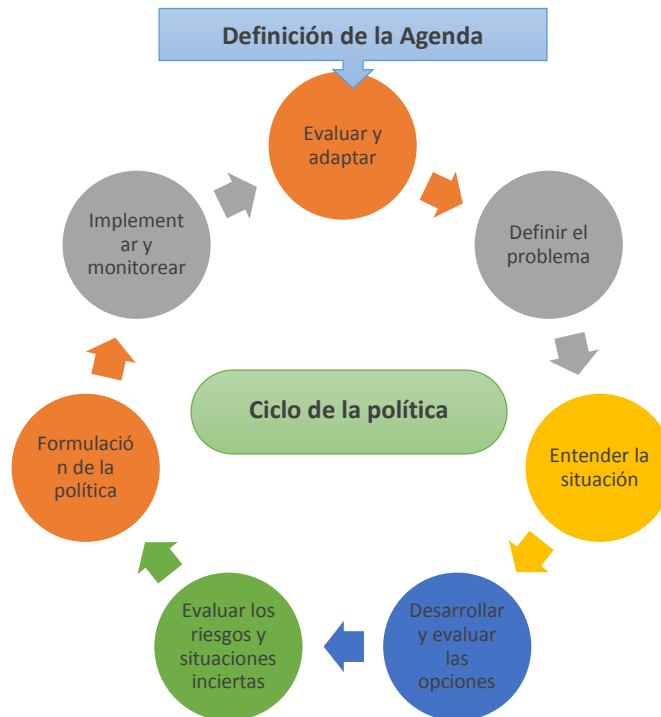 Definición de la Agenda
Evaluar y
adaptar
Definir el
problema
Entender la
situación
Desarrollar
y evaluar
las
opciones
Evaluar los
riesgos y
situaciones
inciertas
Formulació
n de la
política
Implement
ar y
monitorear
Ciclo de la política